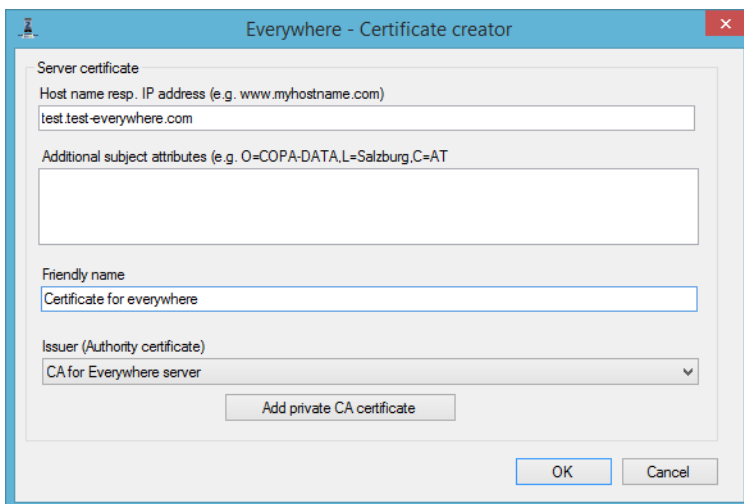 Everywhere - Certificate creator
Server certificate
Host name resp. IP address (e.g. www.myhostname.com)
test.test-everywhere.com
Additional subject attributes (e.g. O=COPA-DATA,L=Salzburg,C=AT
Friendly name
Certificate for everywhere
Issuer (Authority certificate)
CA for Everywhere server
Add private CA certificate
OK Cancel